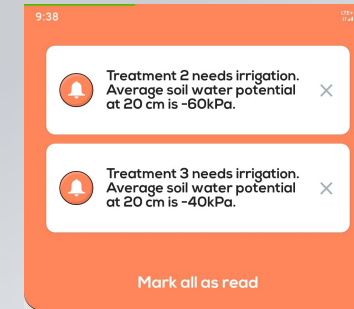 9:38
LTE+
Treatment 2 needs irrigation.
Average soil water potential
at 20 cm is -60kPa.
Treatment 3 needs irrigation.
Average soil water potential
at 20 cm is -40kPa.
Mark all as read